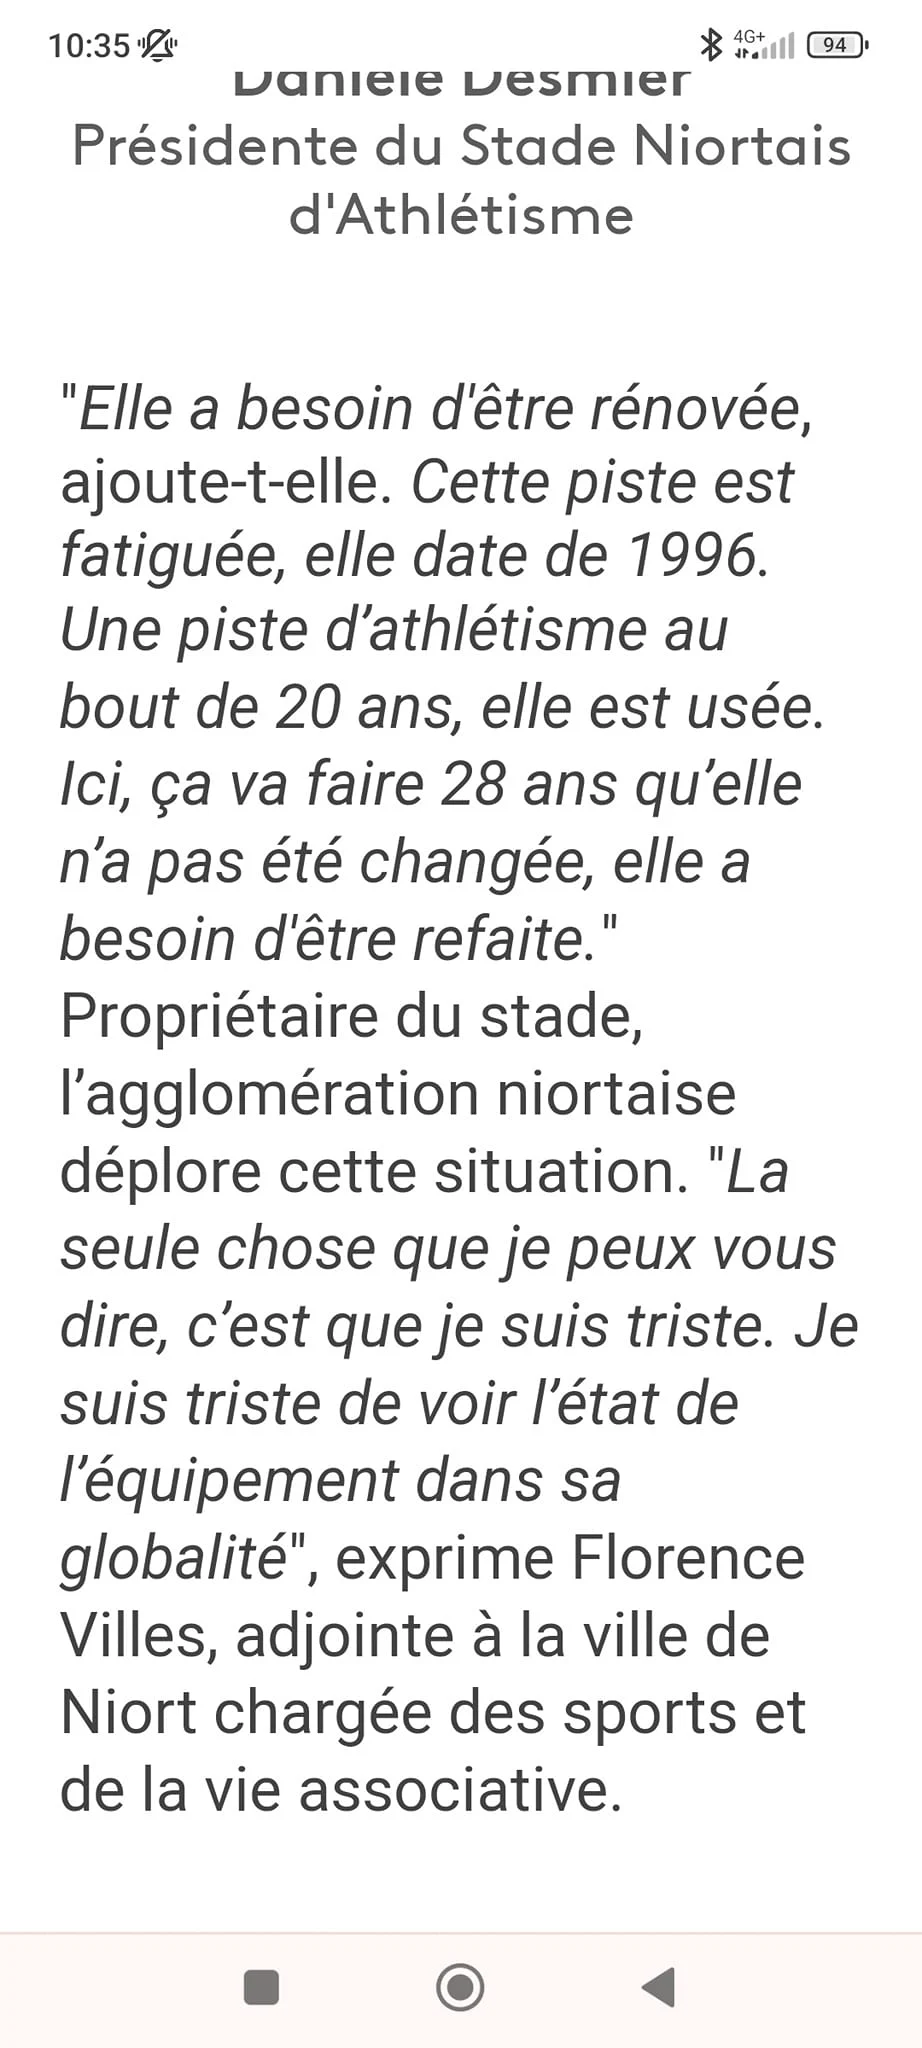 10:35
4G+
94
Danièle Desmier
Présidente du Stade Niortais
d'Athlétisme
"Elle a besoin d'être rénovée,
ajoute-t-elle. Cette piste est
fatiguée, elle date de 1996.
Une piste d’athlétisme au
bout de 20 ans, elle est usée.
Ici, ça va faire 28 ans qu’elle
n’a pas été changée, elle a
besoin d'être refaite."
Propriétaire du stade,
l’agglomération niortaise
déplore cette situation. "La
seule chose que je peux vous
dire, c’est que je suis triste. Je
suis triste de voir l’état de
l’équipement dans sa
globalité", exprime Florence
Villes, adjointe à la ville de
Niort chargée des sports et
de la vie associative.